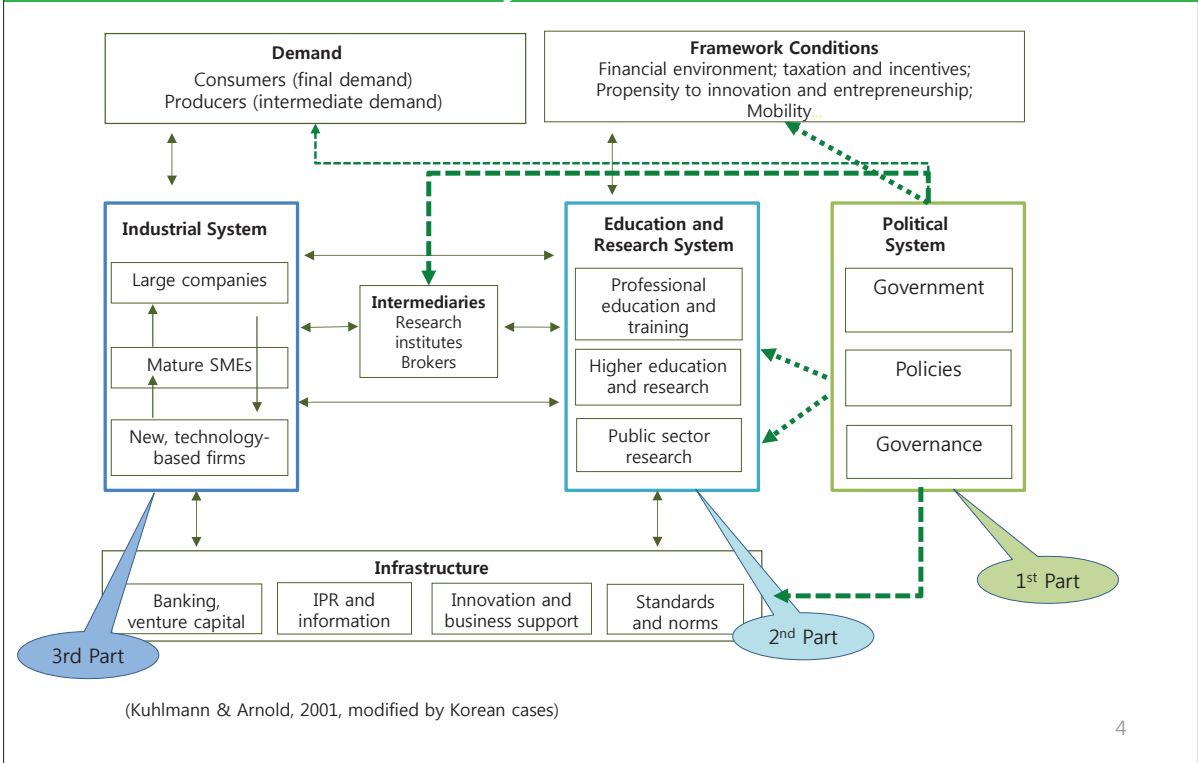 Demand
Consumers (final demand)
Producers (intermediate demand)
Framework Conditions
Financial environment; taxation and incentives;
Propensity to innovation and entrepreneurship;
Mobility...
Industrial System
Large companies
Mature SMEs
New, technology-
based firms
Intermediaries
Research
institutes
Brokers
Education and
Research System
Professional
education and
training
Higher education
and research
Public sector
research
Political
System
Government
Policies
Governance
Infrastructure
Banking,
venture capital
IPR and
information
Innovation and
business support
Standards
and norms
3rd Part
2nd Part
1st Part
(Kuhlmann & Arnold, 2001, modified by Korean cases)
4